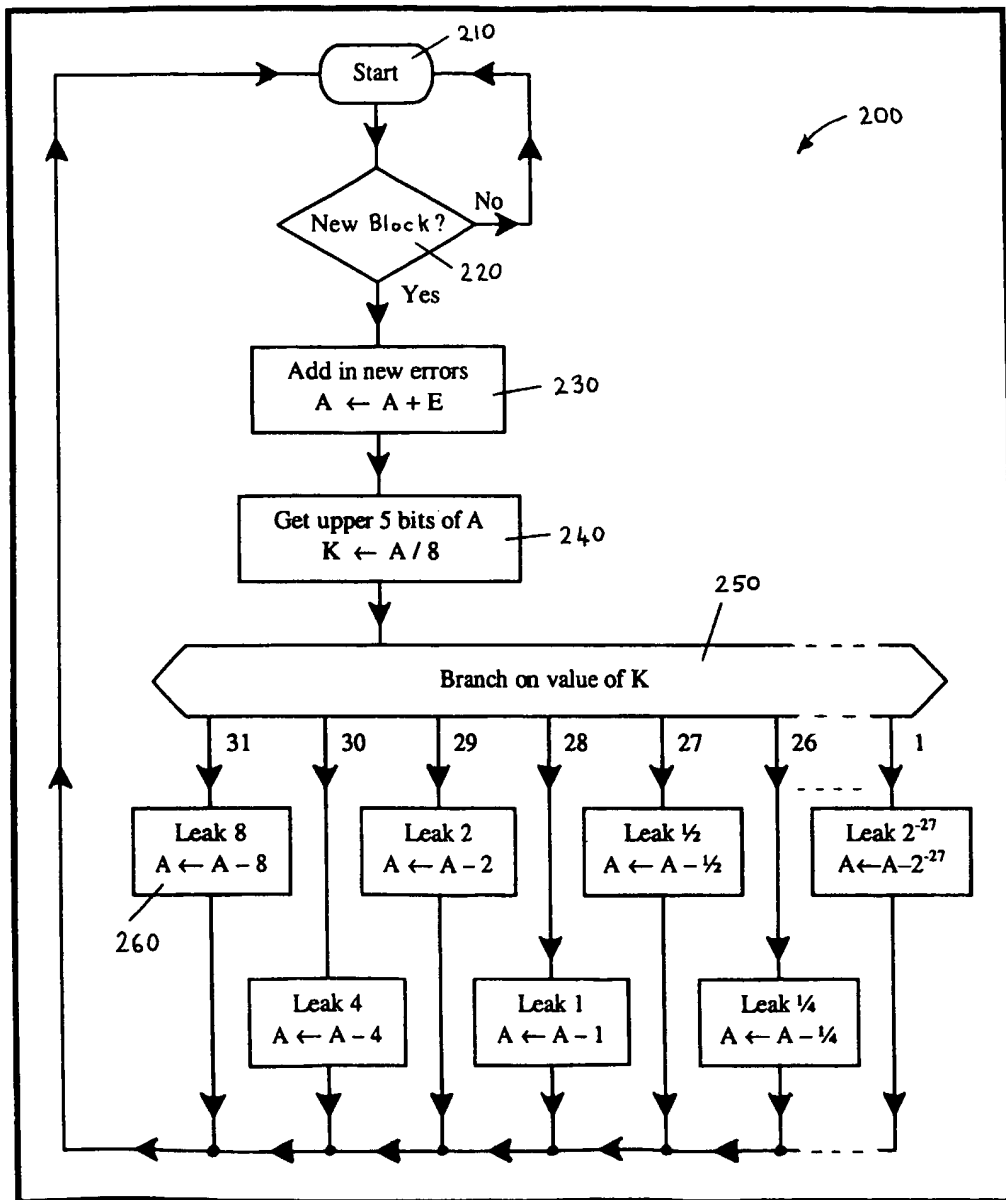 210
Start
200
No
New Block?
220
Yes
Add in new errors
A ← A + E
230
Get upper 5 bits of A
K ← A / 8
240
250
Branch on value of K
31
30
29
28
27
26
1
Leak 8
A ← A – 8
Leak 2
A ← A – 2
Leak ½
A ← A – ½
Leak 2⁻²⁷
A←A–2⁻²⁷
260
Leak 4
A ← A – 4
Leak 1
A ← A – 1
Leak ¼
A ← A – ¼